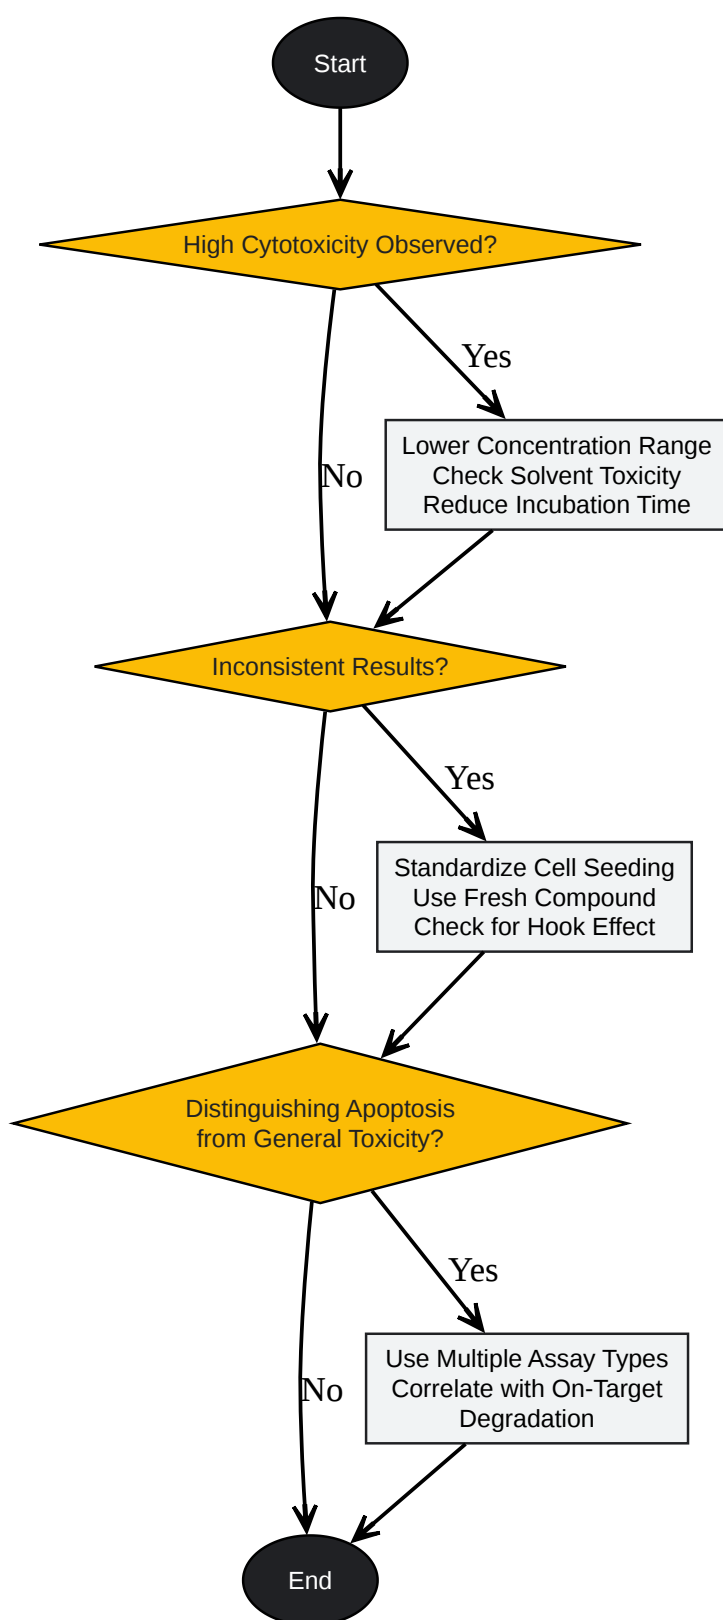 Start
High Cytotoxicity Observed?
Yes
No
Lower Concentration Range
Check Solvent Toxicity
Reduce Incubation Time
Inconsistent Results?
Yes
No
Standardize Cell Seeding
Use Fresh Compound
Check for Hook Effect
Distinguishing Apoptosis
from General Toxicity?
Yes
No
Use Multiple Assay Types
Correlate with On-Target
Degradation
End